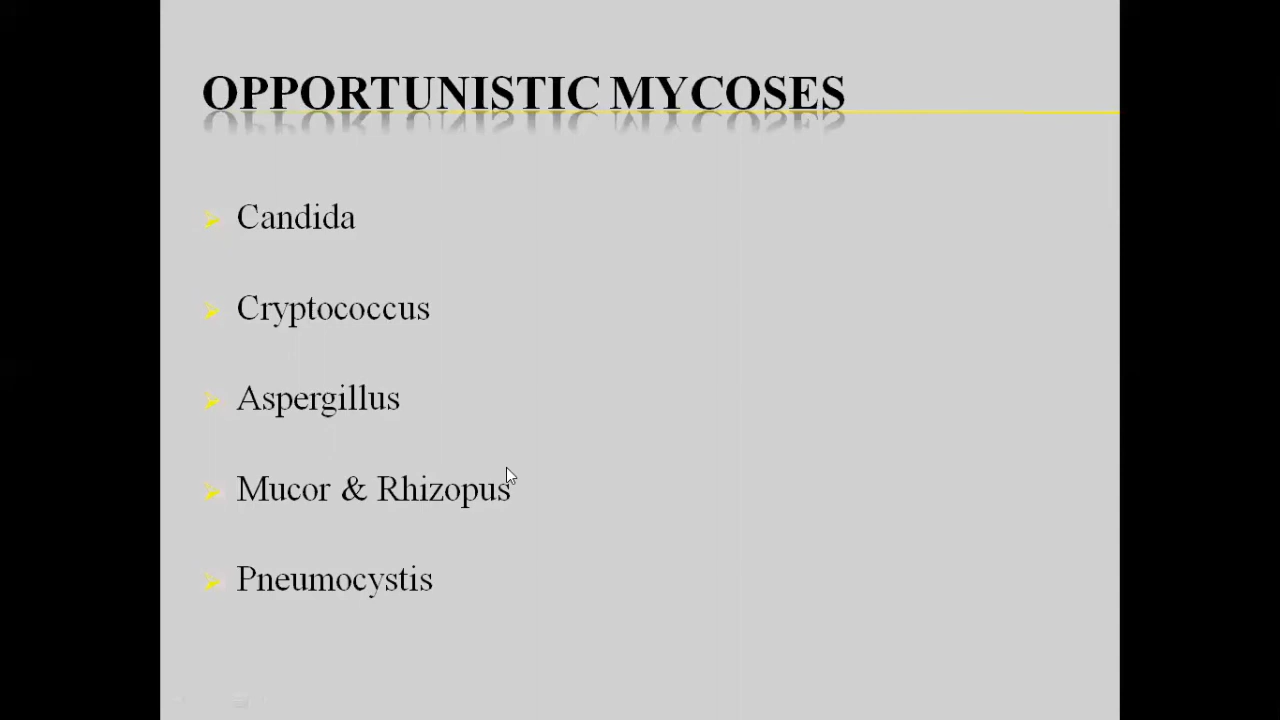 OPPORTUNISTIC MYCOSES
Candida
Cryptococcus
Aspergillus
Mucor & Rhizopus
Pneumocystis